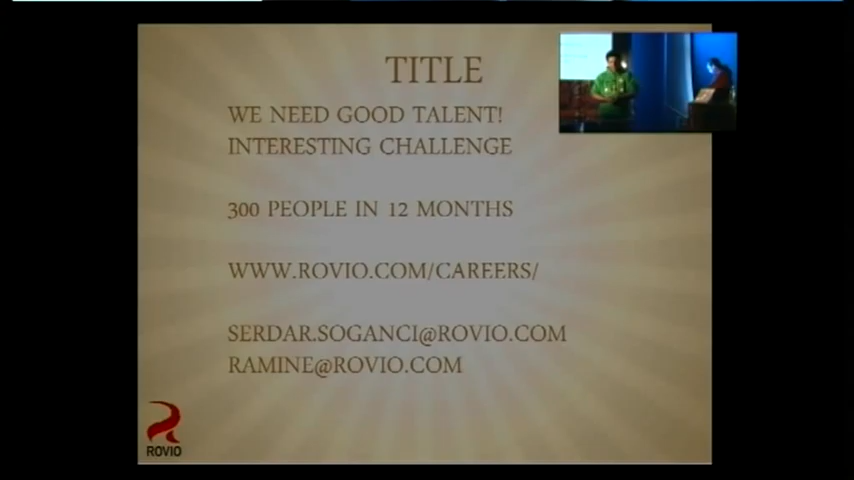 TITLE
WE NEED GOOD TALENT!
INTERESTING CHALLENGE
300 PEOPLE IN 12 MONTHS
WWW.ROVIO.COM/CAREERS/
SERDAR.SOGANCI@ROVIO.COM
RAMINE@ROVIO.COM
ROVIO